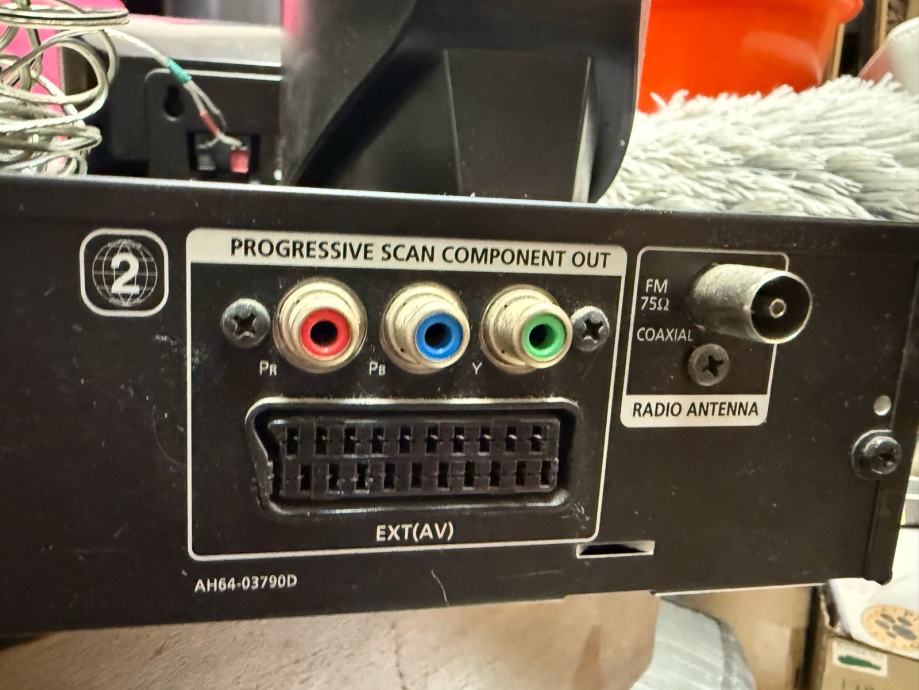 2
PROGRESSIVE SCAN COMPONENT OUT
PR
PB
Y
EXT(AV)
AH64-03790D
FM
75Ω
COAXIAL
RADIO ANTENNA